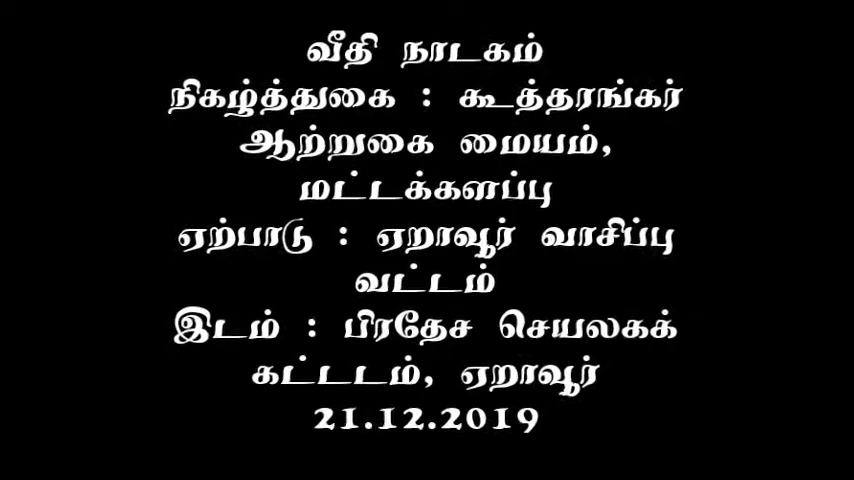 வீதி நாடகம்
நிகழ்த்துகை : கூத்தரங்கர்
ஆற்றுகை மையம்,
மட்டக்களப்பு
ஏற்பாடு : ஏறாவூர் வாசிப்பு
வட்டம்
இடம் : பிரதேச செயலகக்
கட்டடம், ஏறாவூர்
21.12.2019